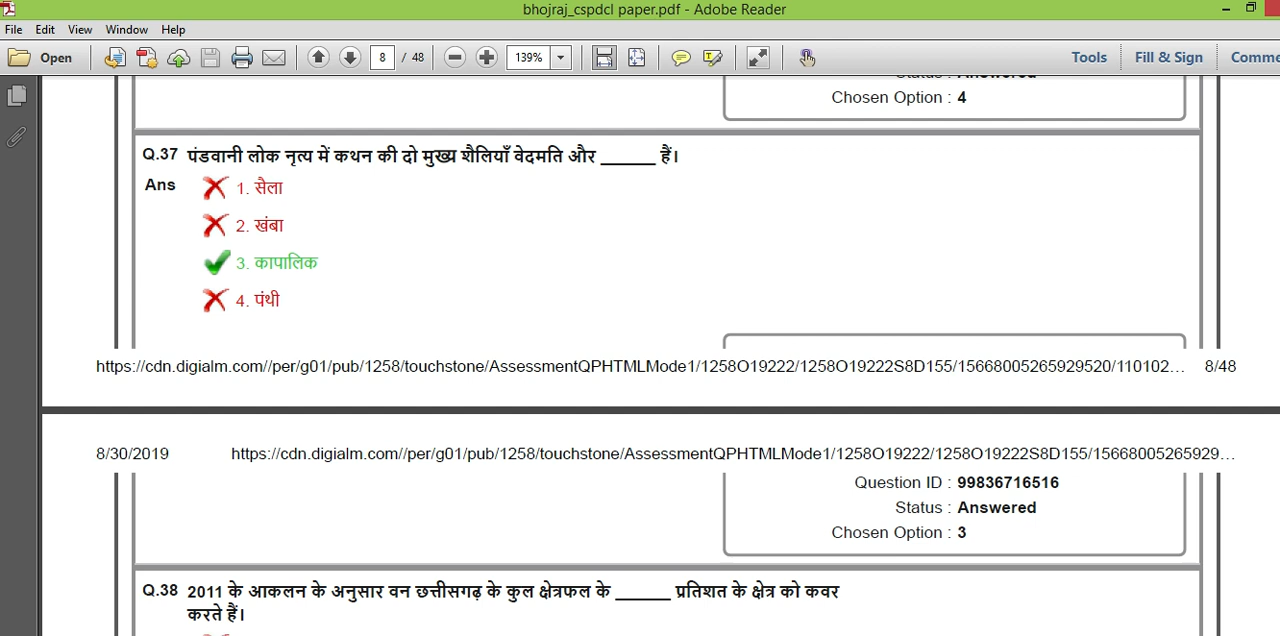 bhojraj_cspdcl paper.pdf - Adobe Reader
File Edit View Window Help
Open 8 / 48 139% Tools Fill & Sign Comme
Status : Answered
Chosen Option : 4
Q.37 पंडवानी लोक नृत्य में कथन की दो मुख्य शैलियाँ वेदमति और ______ हैं।
Ans
1. सैला
2. खंबा
3. कापालिक
4. पंथी
https://cdn.digialm.com//per/g01/pub/1258/touchstone/AssessmentQPHTMLMode1/1258O19222/1258O19222S8D155/15668005265929520/110102... 8/48
8/30/2019 https://cdn.digialm.com//per/g01/pub/1258/touchstone/AssessmentQPHTMLMode1/1258O19222/1258O19222S8D155/15668005265929...
Question ID : 99836716516
Status : Answered
Chosen Option : 3
Q.38 2011 के आकलन के अनुसार वन छत्तीसगढ़ के कुल क्षेत्रफल के ______ प्रतिशत के क्षेत्र को कवर
करते हैं।